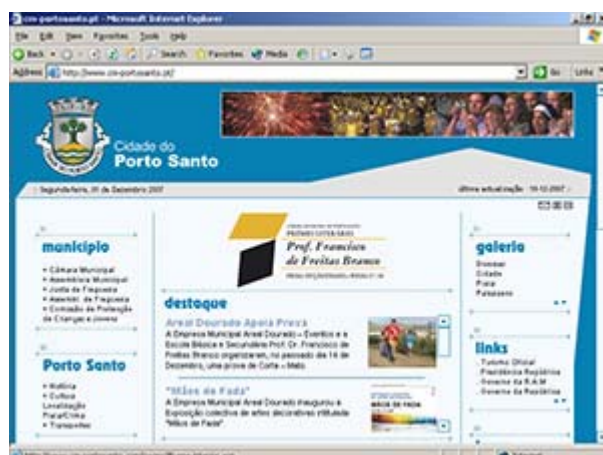 cm-portosanto.pt - Microsoft Internet Explorer
File Edit View Favorites Tools Help
Back Search Favorites Media
Address http://www.cm-portosanto.pt/ Go Links
Cidade do
Porto Santo
Segunda-feira, 31 de Dezembro 2007
última actualização : 19-12-2007
município
Câmara Municipal
Assembleia Municipal
Junta de Freguesia
Assembl. de Freguesia
Comissão de Protecção
de Crianças e Jovens
Porto Santo
História
Cultura
Localização
Transportes
Prof. Francisco
de Freitas Branco
destaque
Areal Dourado Apoia Prova
A Empresa Municipal Areal Dourado – Eventos e a
Escola Básica e Secundária Prof. Dr. Francisco de
Freitas Branco organizaram, no passado dia 14 de
Dezembro, uma prova de Corta – Mato.
"Mãos de Fada"
A Empresa Municipal Areal Dourado inaugurou a
Exposição colectiva de artes decorativas intitulada
"Mãos de Fada".
MÃOS DE FADA
galeria
Cidade
Praia
Paisagens
links
Turismo Oficial
Presidência República
Governo da R.A.M
Governo da República